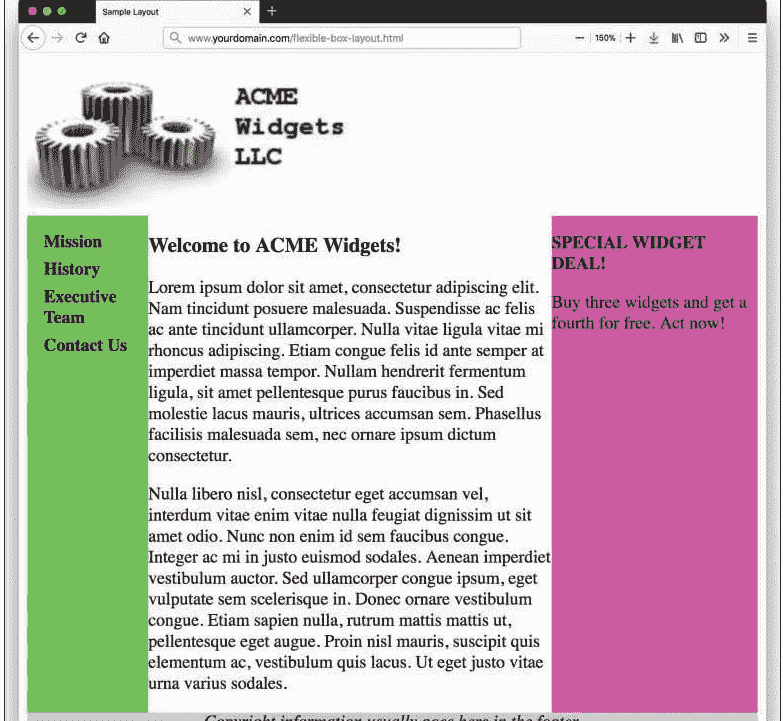 Sample Layout
www.yourdomain.com/flexible-box-layout.html
150%
ACME
Widgets
LLC
Mission
History
Executive
Team
Contact Us
Welcome to ACME Widgets!
Lorem ipsum dolor sit amet, consectetur adipiscing elit.
Nam tincidunt posuere malesuada. Suspendisse ac felis
ac ante tincidunt ullamcorper. Nulla vitae ligula vitae mi
rhoncus adipiscing. Etiam congue felis id ante semper at
imperdiet massa tempor. Nullam hendrerit fermentum
ligula, sit amet pellentesque purus faucibus in. Sed
molestie lacus mauris, ultrices accumsan sem. Phasellus
facilisis malesuada sem, nec ornare ipsum dictum
consectetur.
Nulla libero nisl, consectetur eget accumsan vel,
interdum vitae enim vitae nulla feugiat dignissim ut sit
amet odio. Nunc non enim id sem faucibus congue.
Integer ac mi in justo euismod sodales. Aenean imperdiet
vestibulum auctor. Sed ullamcorper congue ipsum, eget
vulputate sem scelerisque in. Donec ornare vestibulum
congue. Etiam sapien nulla, rutrum mattis mattis ut,
pellentesque eget augue. Proin nisl mauris, suscipit quis
elementum ac, vestibulum quis lacus. Ut eget justo vitae
urna varius sodales.
SPECIAL WIDGET
DEAL!
Buy three widgets and get a
fourth for free. Act now!
Copyright information usually goes here in the footer